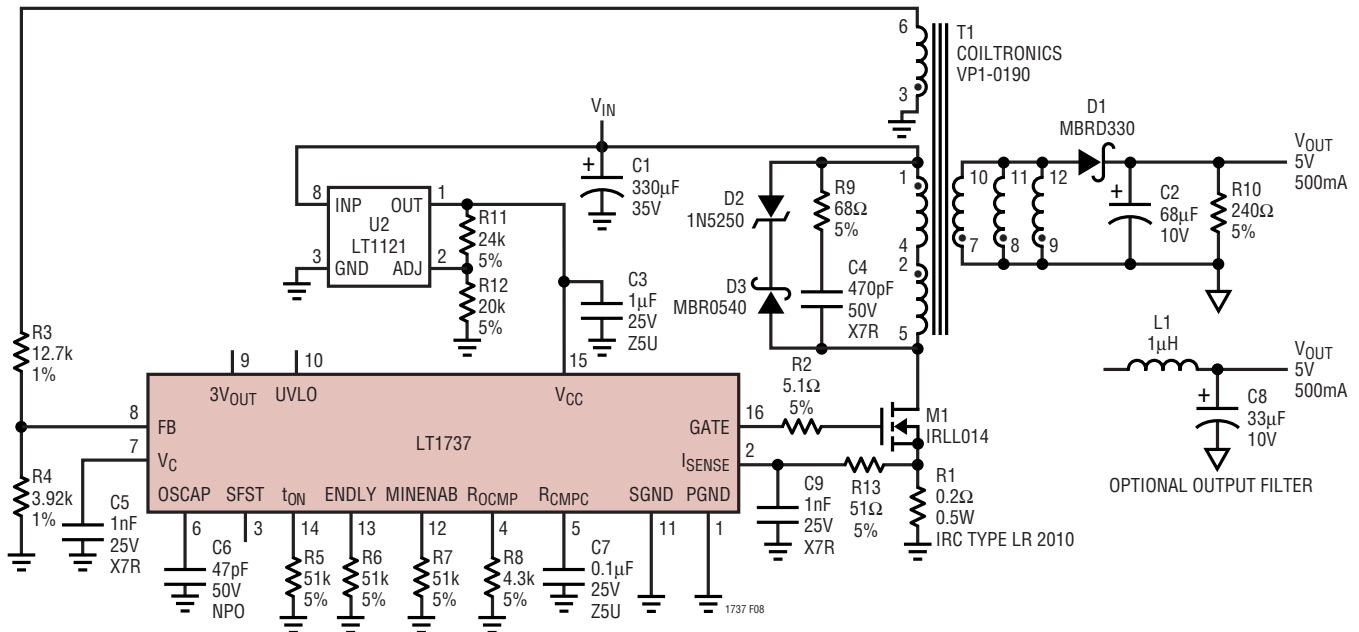 6
T1
COILTRONICS
VP1-0190
3
VIN
D1
MBRD330
VOUT
5V
500mA
+
C1
330μF
35V
8
INP
OUT
1
U2
LT1121
3
GND
ADJ
2
R11
24k
5%
R12
20k
5%
C3
1μF
25V
Z5U
D2
1N5250
R9
68Ω
5%
D3
MBR0540
C4
470pF
50V
X7R
1
4
2
5
10
11
12
7
8
9
+
C2
68μF
10V
R10
240Ω
5%
L1
1μH
VOUT
5V
500mA
+
C8
33μF
10V
OPTIONAL OUTPUT FILTER
R3
12.7k
1%
9
10
15
3VOUT
UVLO
VCC
R2
5.1Ω
5%
8
FB
LT1737
GATE
16
M1
IRLL014
7
VC
ISENSE
2
R4
3.92k
1%
OSCAP
SFST
tON
ENDLY
MINENAB
ROCMP
RCMPC
SGND
PGND
C5
1nF
25V
X7R
6
3
14
13
12
4
5
11
1
C6
47pF
50V
NPO
R5
51k
5%
R6
51k
5%
R7
51k
5%
R8
4.3k
5%
C7
0.1μF
25V
Z5U
C9
1nF
25V
X7R
R13
51Ω
5%
R1
0.2Ω
0.5W
IRC TYPE LR 2010
1737 F08